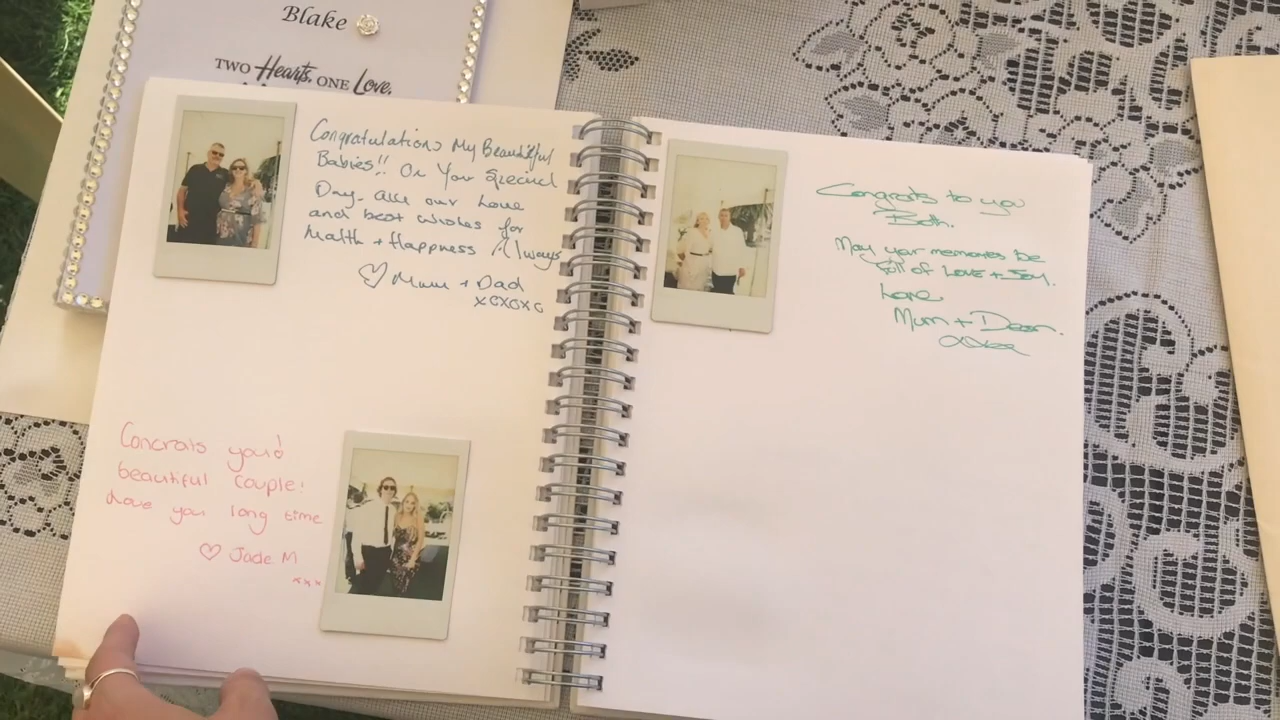 Blake
TWO Hearts, ONE Love.
Congratulations My Beautiful
Babies!! On Your Special
Day. All our Love
and best wishes for
Health + Happness Always
♡ Mum + Dad
xoxoxo
Congrats to you
Both.
May your memories be
full of Love + Joy.
Love
Mum + Dean.
Congrats you'd
beautiful couple!
Love you long time
♡ Jade M
xxx